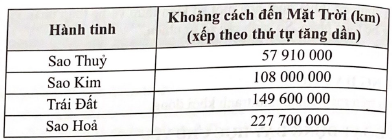 Hành tinh
Khoảng cách đến Mặt Trời (km)
(xếp theo thứ tự tăng dần)
Sao Thuỷ 57 910 000
Sao Kim 108 000 000
Trái Đất 149 600 000
Sao Hoả 227 700 000